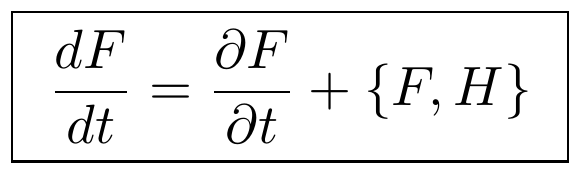 dF/dt = ∂F/∂t + {F, H}